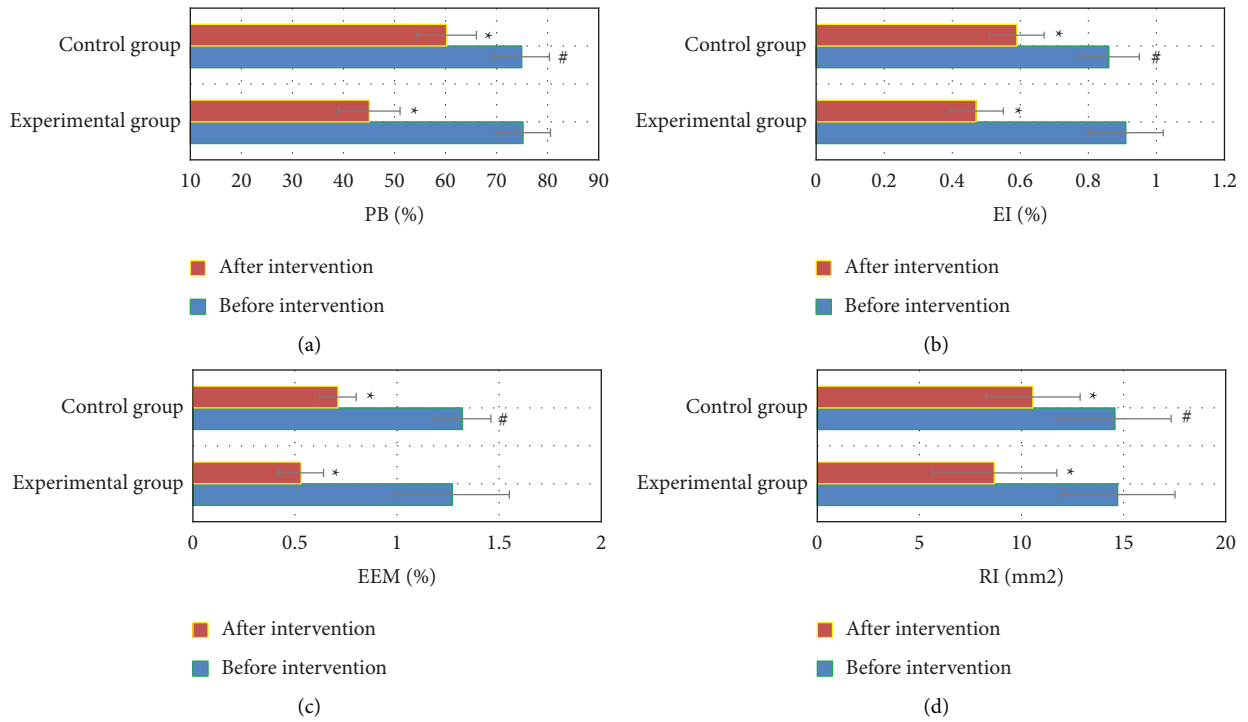 Control group
*
#
Experimental group
*
10 20 30 40 50 60 70 80 90
PB (%)
After intervention
Before intervention
(a)
Control group
*
#
Experimental group
*
0 0.2 0.4 0.6 0.8 1 1.2
EI (%)
After intervention
Before intervention
(b)
Control group
*
#
Experimental group
*
0 0.5 1 1.5 2
EEM (%)
After intervention
Before intervention
(c)
Control group
*
#
Experimental group
*
0 5 10 15 20
RI (mm2)
After intervention
Before intervention
(d)